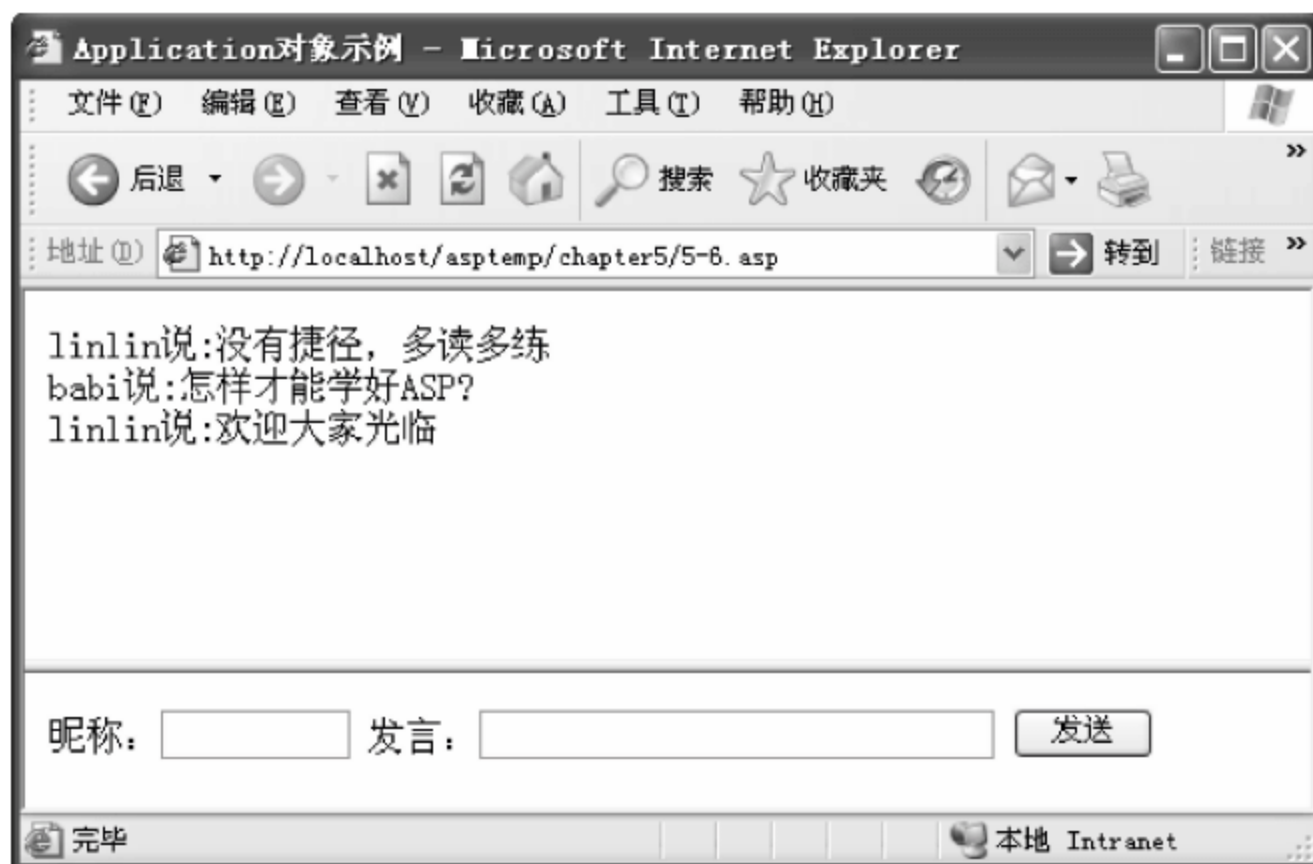 Application对象示例 - Microsoft Internet Explorer
文件(F) 编辑(E) 查看(V) 收藏(A) 工具(T) 帮助(H)
后退 搜索 收藏夹 »
地址(D) http://localhost/asptemp/chapter5/5-6.asp 转到 链接 »
linlin说:没有捷径，多读多练
babi说:怎样才能学好ASP?
linlin说:欢迎大家光临
昵称： 发言： 发送
完毕 本地 Intranet